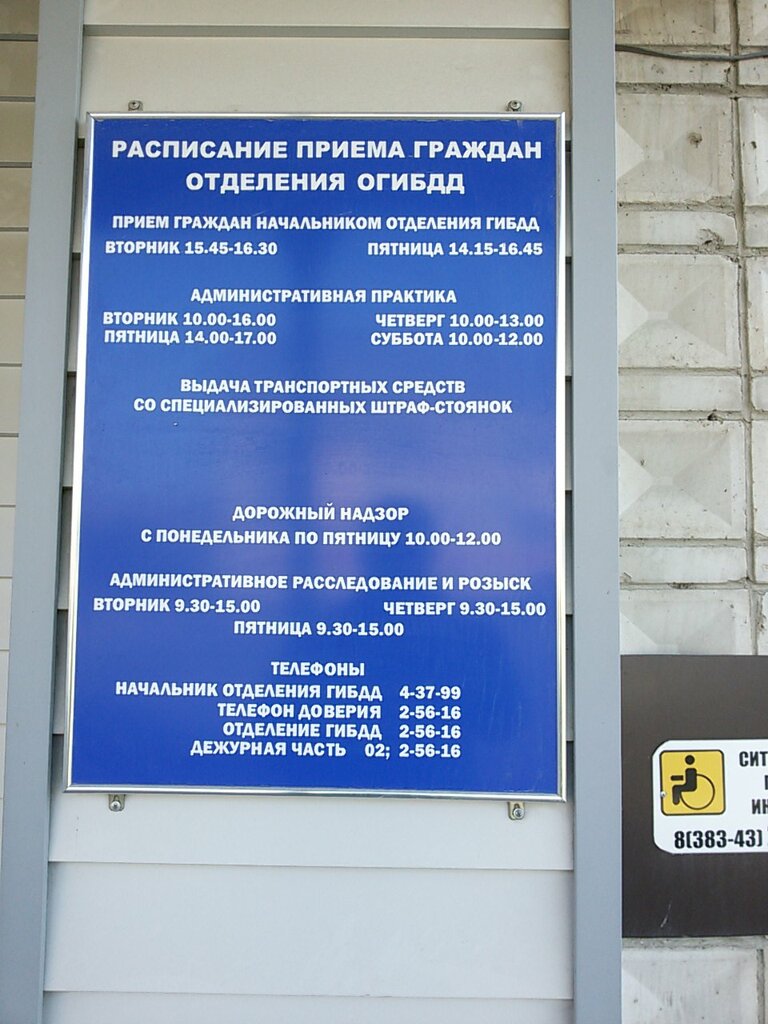 РАСПИСАНИЕ ПРИЕМА ГРАЖДАН
ОТДЕЛЕНИЯ ОГИБДД
ПРИЕМ ГРАЖДАН НАЧАЛЬНИКОМ ОТДЕЛЕНИЯ ГИБДД
ВТОРНИК 15.45-16.30 ПЯТНИЦА 14.15-16.45
АДМИНИСТРАТИВНАЯ ПРАКТИКА
ВТОРНИК 10.00-16.00 ЧЕТВЕРГ 10.00-13.00
ПЯТНИЦА 14.00-17.00 СУББОТА 10.00-12.00
ВЫДАЧА ТРАНСПОРТНЫХ СРЕДСТВ
СО СПЕЦИАЛИЗИРОВАННЫХ ШТРАФ-СТОЯНОК
ДОРОЖНЫЙ НАДЗОР
С ПОНЕДЕЛЬНИКА ПО ПЯТНИЦУ 10.00-12.00
АДМИНИСТРАТИВНОЕ РАССЛЕДОВАНИЕ И РОЗЫСК
ВТОРНИК 9.30-15.00 ЧЕТВЕРГ 9.30-15.00
ПЯТНИЦА 9.30-15.00
ТЕЛЕФОНЫ
НАЧАЛЬНИК ОТДЕЛЕНИЯ ГИБДД 4-37-99
ТЕЛЕФОН ДОВЕРИЯ 2-56-16
ОТДЕЛЕНИЕ ГИБДД 2-56-16
ДЕЖУРНАЯ ЧАСТЬ 02; 2-56-16
СИТ
ИН
8(383-43)